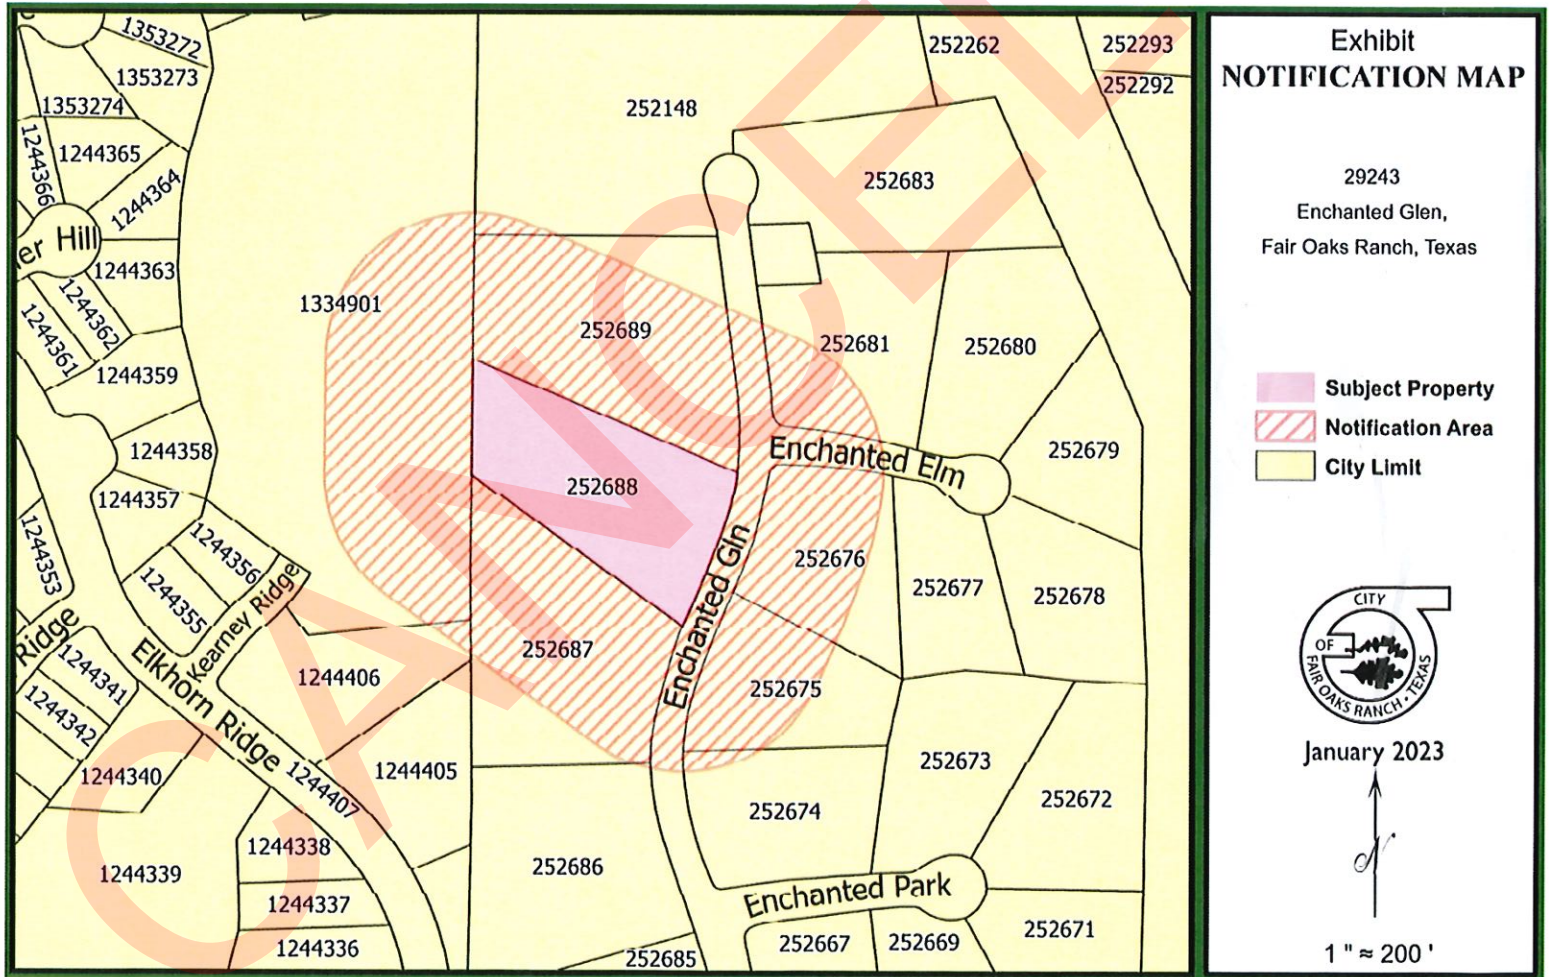 1353272
1353273
1353274
1244365
1244366
1244364
er Hill
1244363
1244362
1244361
1244359
1244358
1244357
1244356
1244355
1244353
Kearney Ridge
Ridge
Elkhorn Ridge
1244341
1244342
1244340
1244339
1244406
1244405
1244407
1244338
1244337
1244336
1334901
252148
252262
252293
252292
252683
252689
252681
252680
252679
Enchanted Elm
252688
Enchanted Gln
252676
252677
252678
252687
252675
252673
252672
252674
252686
Enchanted Park
252685
252667
252669
252671
CANCEL
Exhibit
NOTIFICATION MAP
29243
Enchanted Glen,
Fair Oaks Ranch, Texas
Subject Property
Notification Area
City Limit
CITY
OF
FAIR OAKS RANCH • TEXAS
January 2023
N
1 " ≈ 200 '